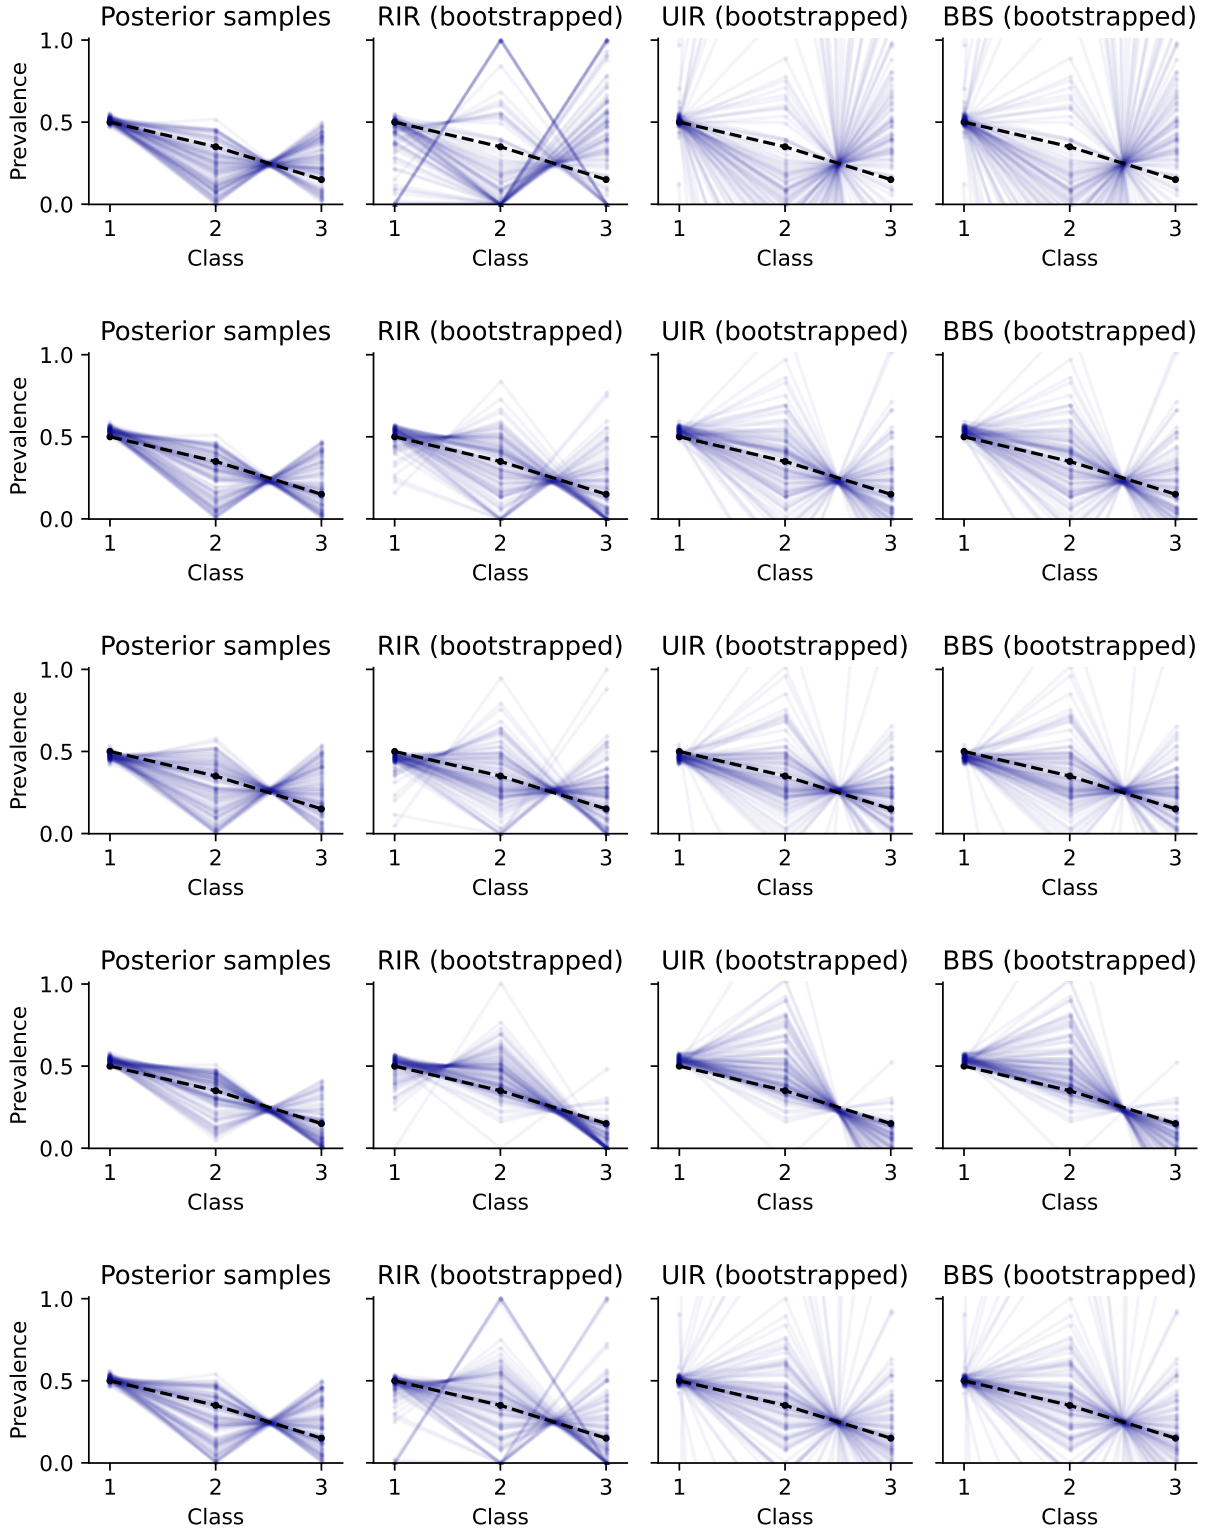 Posterior samples RIR (bootstrapped) UIR (bootstrapped) BBS (bootstrapped)
1.0
0.5
0.0
Prevalence
1 2 3 1 2 3 1 2 3 1 2 3
Class Class Class Class
Posterior samples RIR (bootstrapped) UIR (bootstrapped) BBS (bootstrapped)
1.0
0.5
0.0
Prevalence
1 2 3 1 2 3 1 2 3 1 2 3
Class Class Class Class
Posterior samples RIR (bootstrapped) UIR (bootstrapped) BBS (bootstrapped)
1.0
0.5
0.0
Prevalence
1 2 3 1 2 3 1 2 3 1 2 3
Class Class Class Class
Posterior samples RIR (bootstrapped) UIR (bootstrapped) BBS (bootstrapped)
1.0
0.5
0.0
Prevalence
1 2 3 1 2 3 1 2 3 1 2 3
Class Class Class Class
Posterior samples RIR (bootstrapped) UIR (bootstrapped) BBS (bootstrapped)
1.0
0.5
0.0
Prevalence
1 2 3 1 2 3 1 2 3 1 2 3
Class Class Class Class